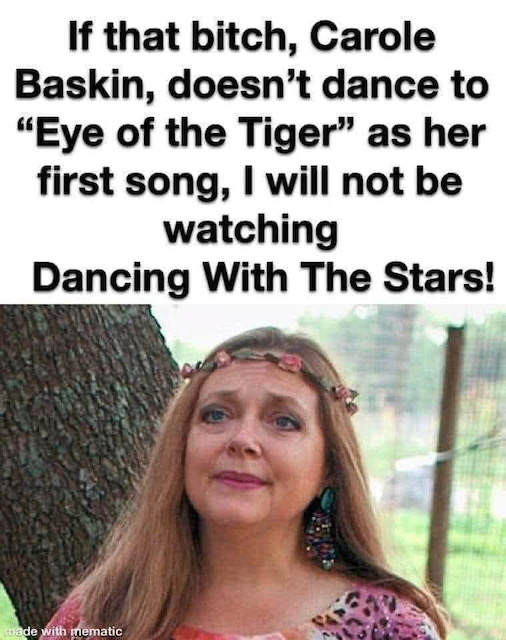 If that bitch, Carole
Baskin, doesn’t dance to
“Eye of the Tiger” as her
first song, I will not be
watching
Dancing With The Stars!
made with mematic